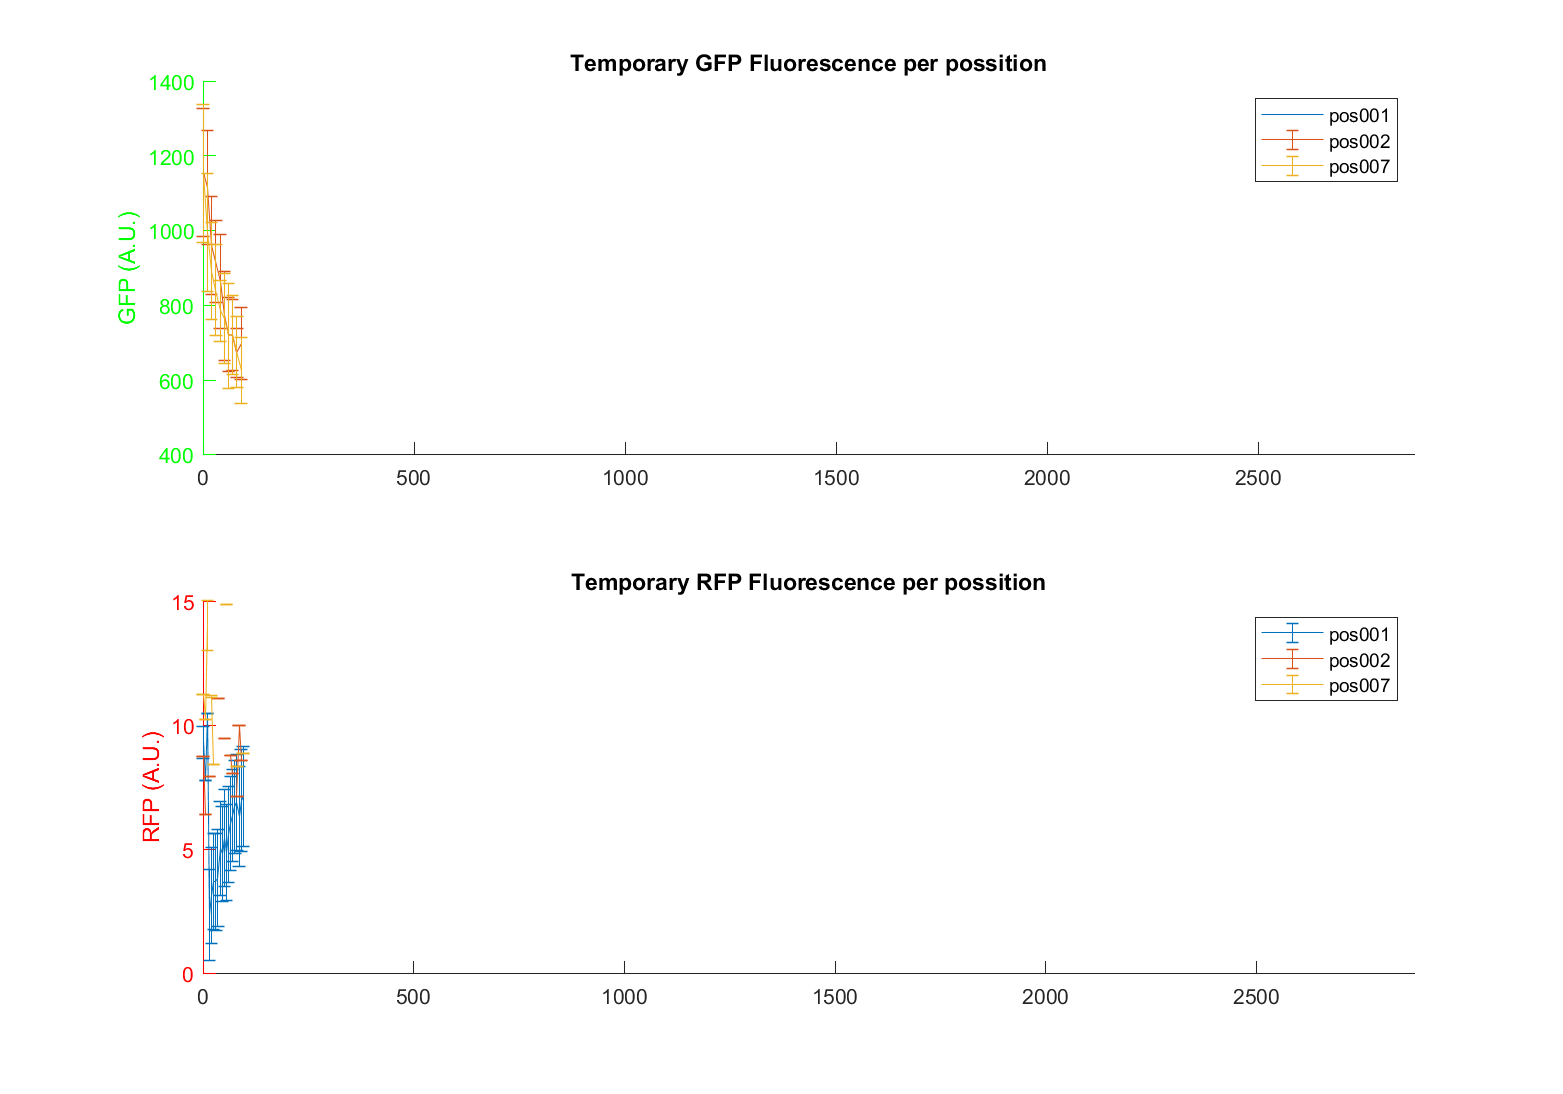 Temporary GFP Fluorescence per possition
1400
1200
1000
800
600
400
GFP (A.U.)
0 500 1000 1500 2000 2500
pos001
pos002
pos007
Temporary RFP Fluorescence per possition
15
10
5
0
RFP (A.U.)
0 500 1000 1500 2000 2500
pos001
pos002
pos007